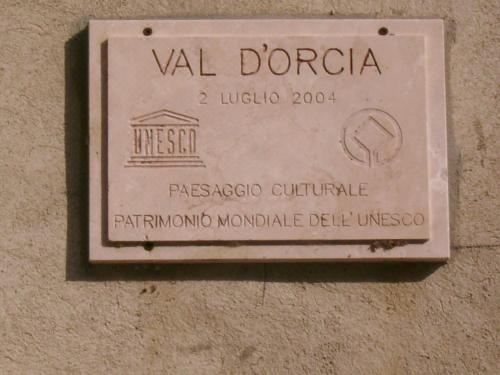 VAL D'ORCIA
2 LUGLIO 2004
UNESCO
PAESAGGIO CULTURALE
PATRIMONIO MONDIALE DELL'UNESCO